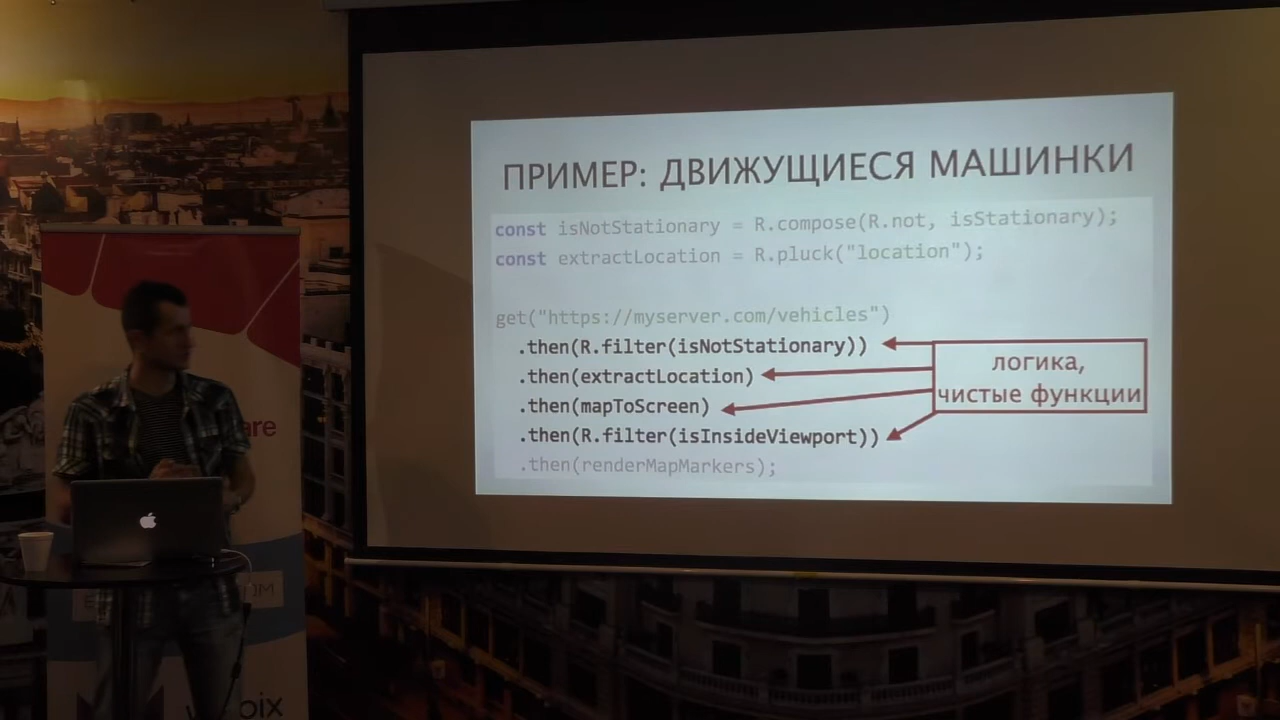 ПРИМЕР: ДВИЖУЩИЕСЯ МАШИНКИ
const isNotStationary = R.compose(R.not, isStationary);
const extractLocation = R.pluck("location");
get("https://myserver.com/vehicles")
.then(R.filter(isNotStationary))
.then(extractLocation)
.then(mapToScreen)
.then(R.filter(isInsideViewport))
.then(renderMapMarkers);
логика,
чистые функции